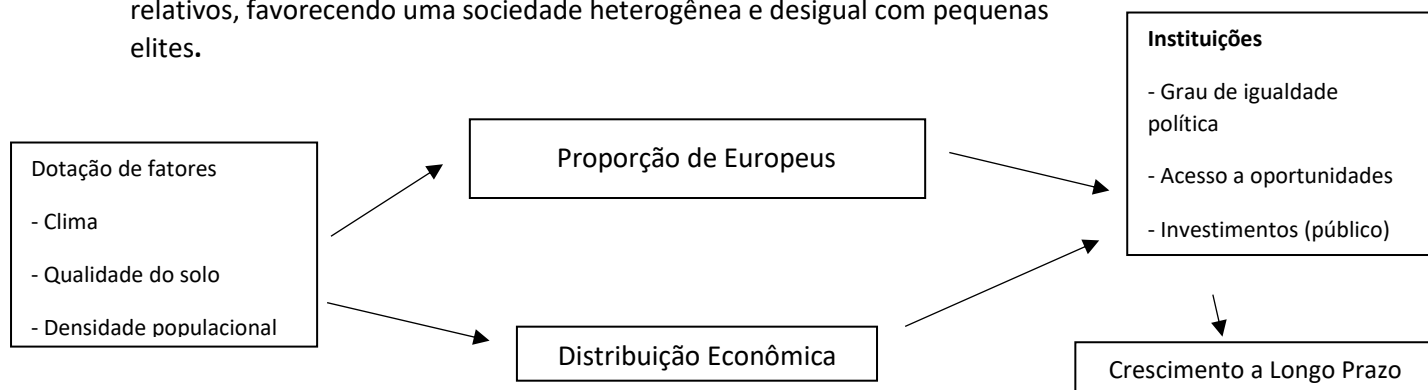 relativos, favorecendo uma sociedade heterogênea e desigual com pequenas
elites.
Dotação de fatores
- Clima
- Qualidade do solo
- Densidade populacional
Proporção de Europeus
Distribuição Econômica
Instituições
- Grau de igualdade
política
- Acesso a oportunidades
- Investimentos (público)
Crescimento a Longo Prazo